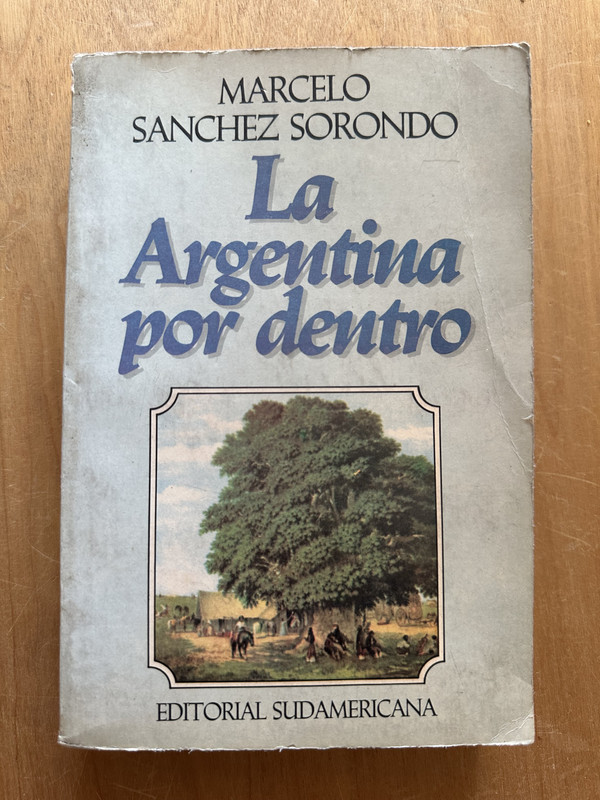 MARCELO
SANCHEZ SORONDO
La
Argentina
por dentro
EDITORIAL SUDAMERICANA